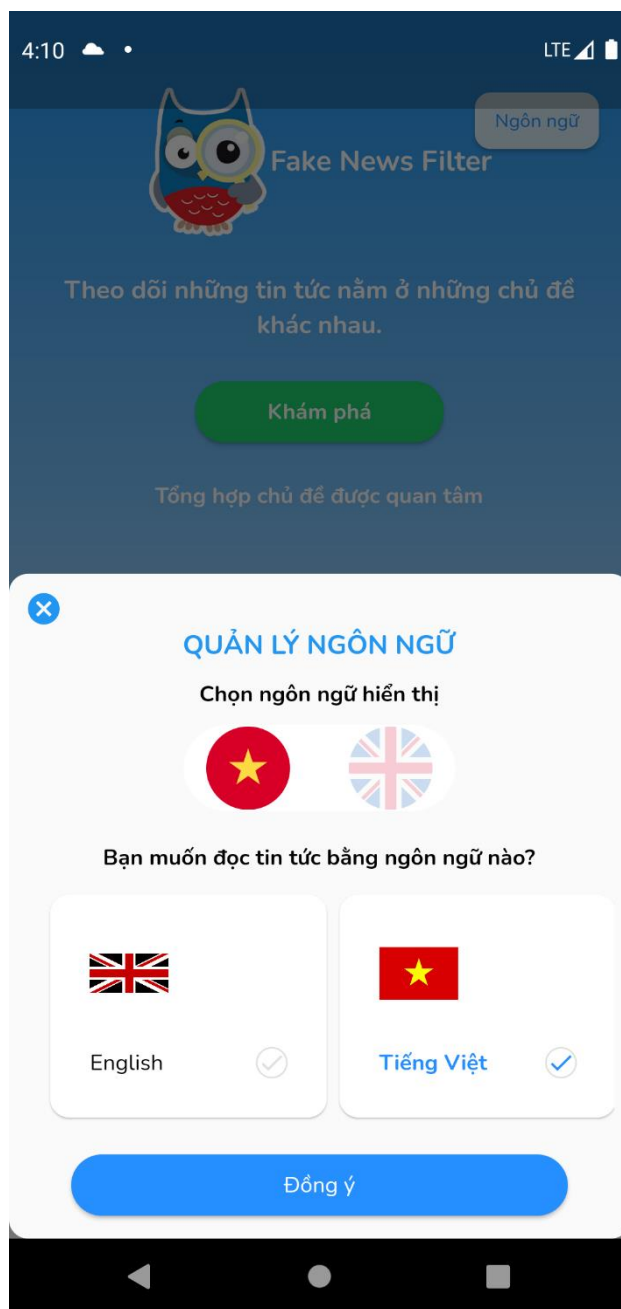 4:10
LTE
Ngôn ngữ
Fake News Filter
Theo dõi những tin tức nằm ở những chủ đề
khác nhau.
Khám phá
Tổng hợp chủ đề được quan tâm
QUẢN LÝ NGÔN NGỮ
Chọn ngôn ngữ hiển thị
Bạn muốn đọc tin tức bằng ngôn ngữ nào?
English
Tiếng Việt
Đồng ý